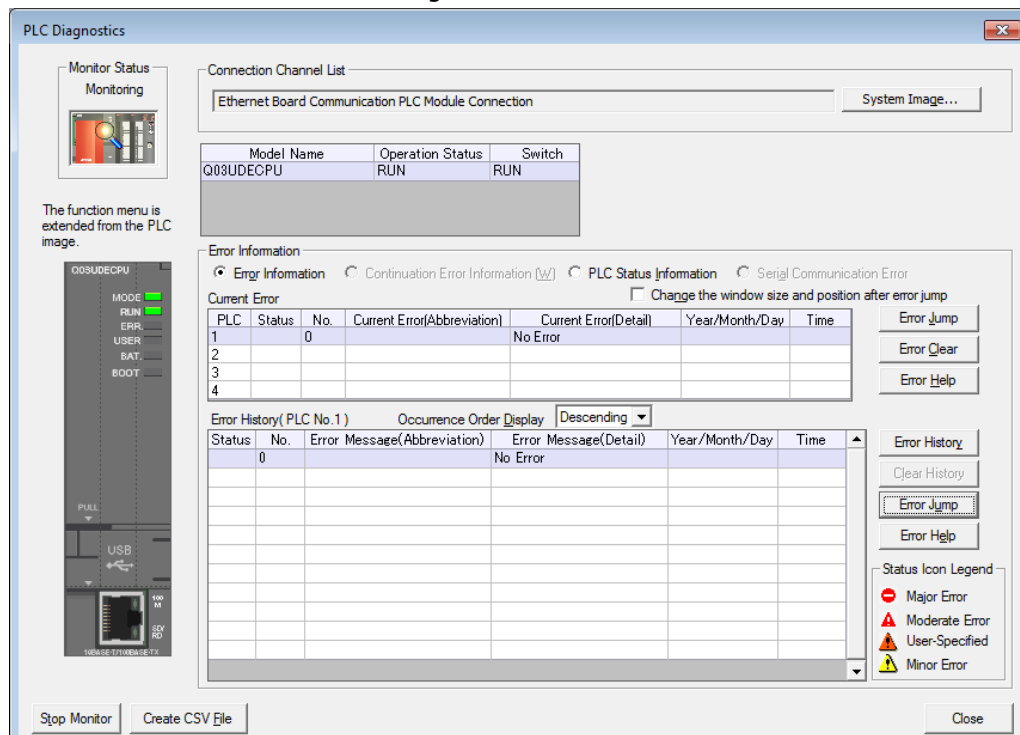 PLC Diagnostics
Monitor Status
Monitoring
The function menu is
extended from the PLC
image.
Q03UDECPU
MODE
RUN
ERR.
USER
BAT.
BOOT
PULL
USB
100
M
SD/
RD
10BASE-T/100BASE-TX
Connection Channel List
Ethernet Board Communication PLC Module Connection
System Image...
Model Name Operation Status Switch
Q03UDECPU RUN RUN
Error Information
Error Information Continuation Error Information (W) PLC Status Information Serial Communication Error
Current Error Change the window size and position after error jump
PLC Status No. Current Error(Abbreviation) Current Error(Detail) Year/Month/Day Time
1 0 No Error
2
3
4
Error Jump
Error Clear
Error Help
Error History( PLC No.1 ) Occurrence Order Display Descending
Status No. Error Message(Abbreviation) Error Message(Detail) Year/Month/Day Time
0 No Error
Error History
Clear History
Error Jump
Error Help
Status Icon Legend
Major Error
Moderate Error
User-Specified
Minor Error
Stop Monitor Create CSV File Close